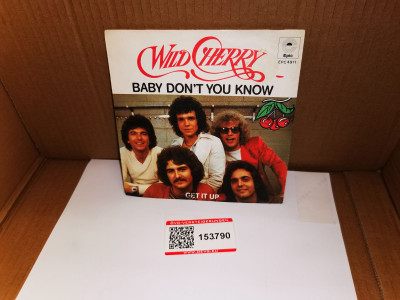 WILD CHERRY
Epic
EPC 4911
BABY DON'T YOU KNOW
GET IT UP
153790